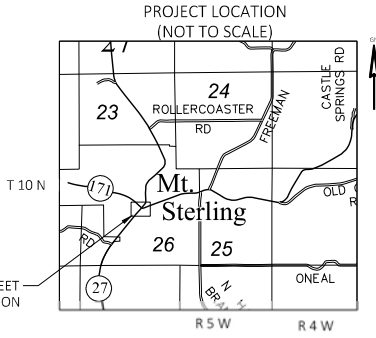 PROJECT LOCATION
(NOT TO SCALE)
24
23
ROLLERCOASTER
RD
FREEMAN
CASTLE
SPRINGS RD
T 10 N
171
Mt.
Sterling
OLD
RD
26
25
27
ONEAL
N
R 5 W
R 4 W